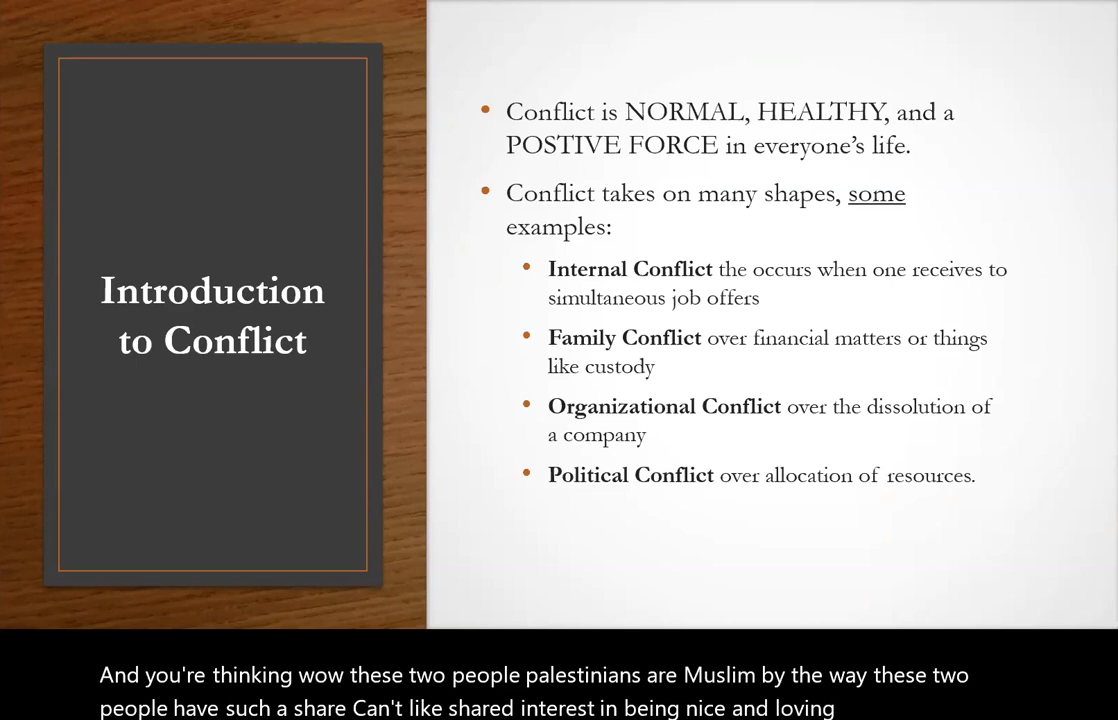 Introduction
to Conflict
• Conflict is NORMAL, HEALTHY, and a
POSTIVE FORCE in everyone’s life.
• Conflict takes on many shapes, some
examples:
• Internal Conflict the occurs when one receives to
simultaneous job offers
• Family Conflict over financial matters or things
like custody
• Organizational Conflict over the dissolution of
a company
• Political Conflict over allocation of resources.
And you're thinking wow these two people palestinians are Muslim by the way these two
people have such a share Can't like shared interest in being nice and loving